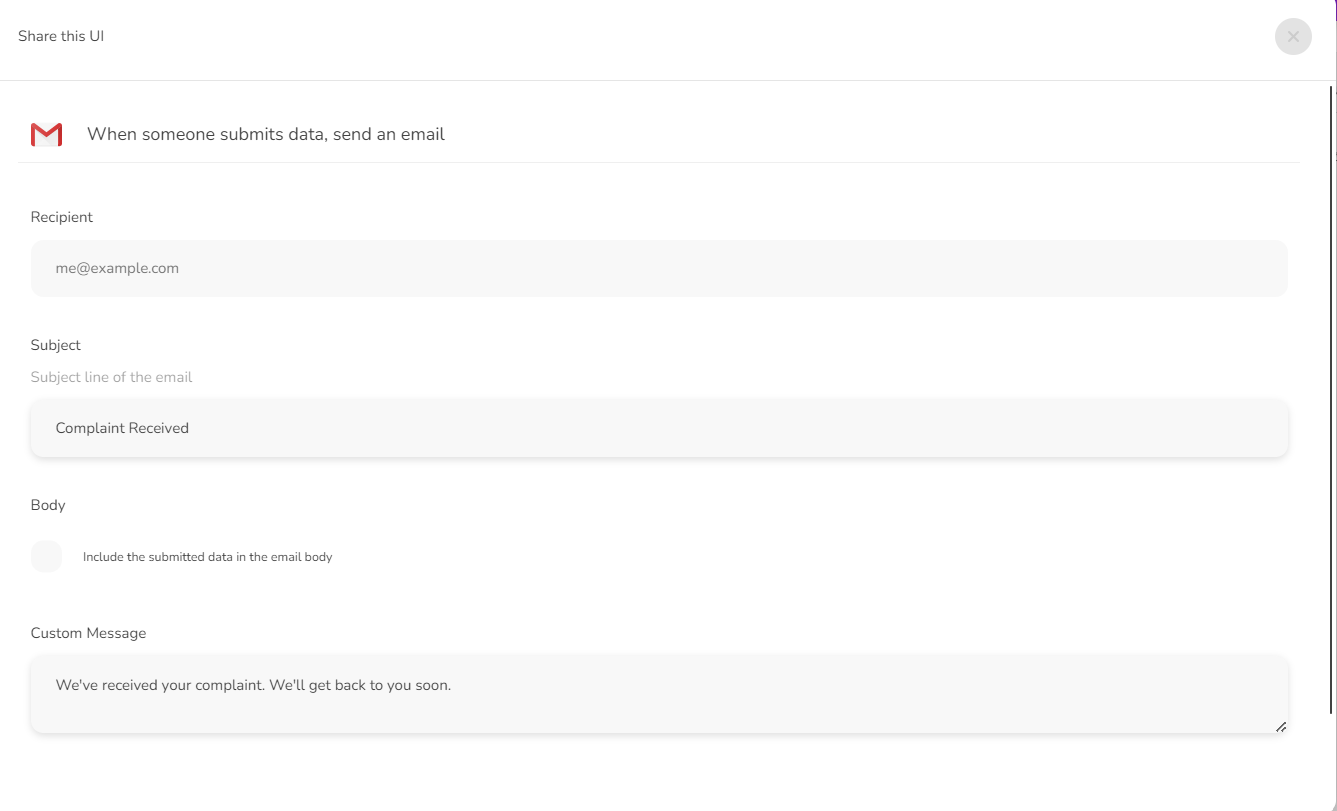 Share this UI
When someone submits data, send an email
Recipient
me@example.com
Subject
Subject line of the email
Complaint Received
Body
Include the submitted data in the email body
Custom Message
We've received your complaint. We'll get back to you soon.